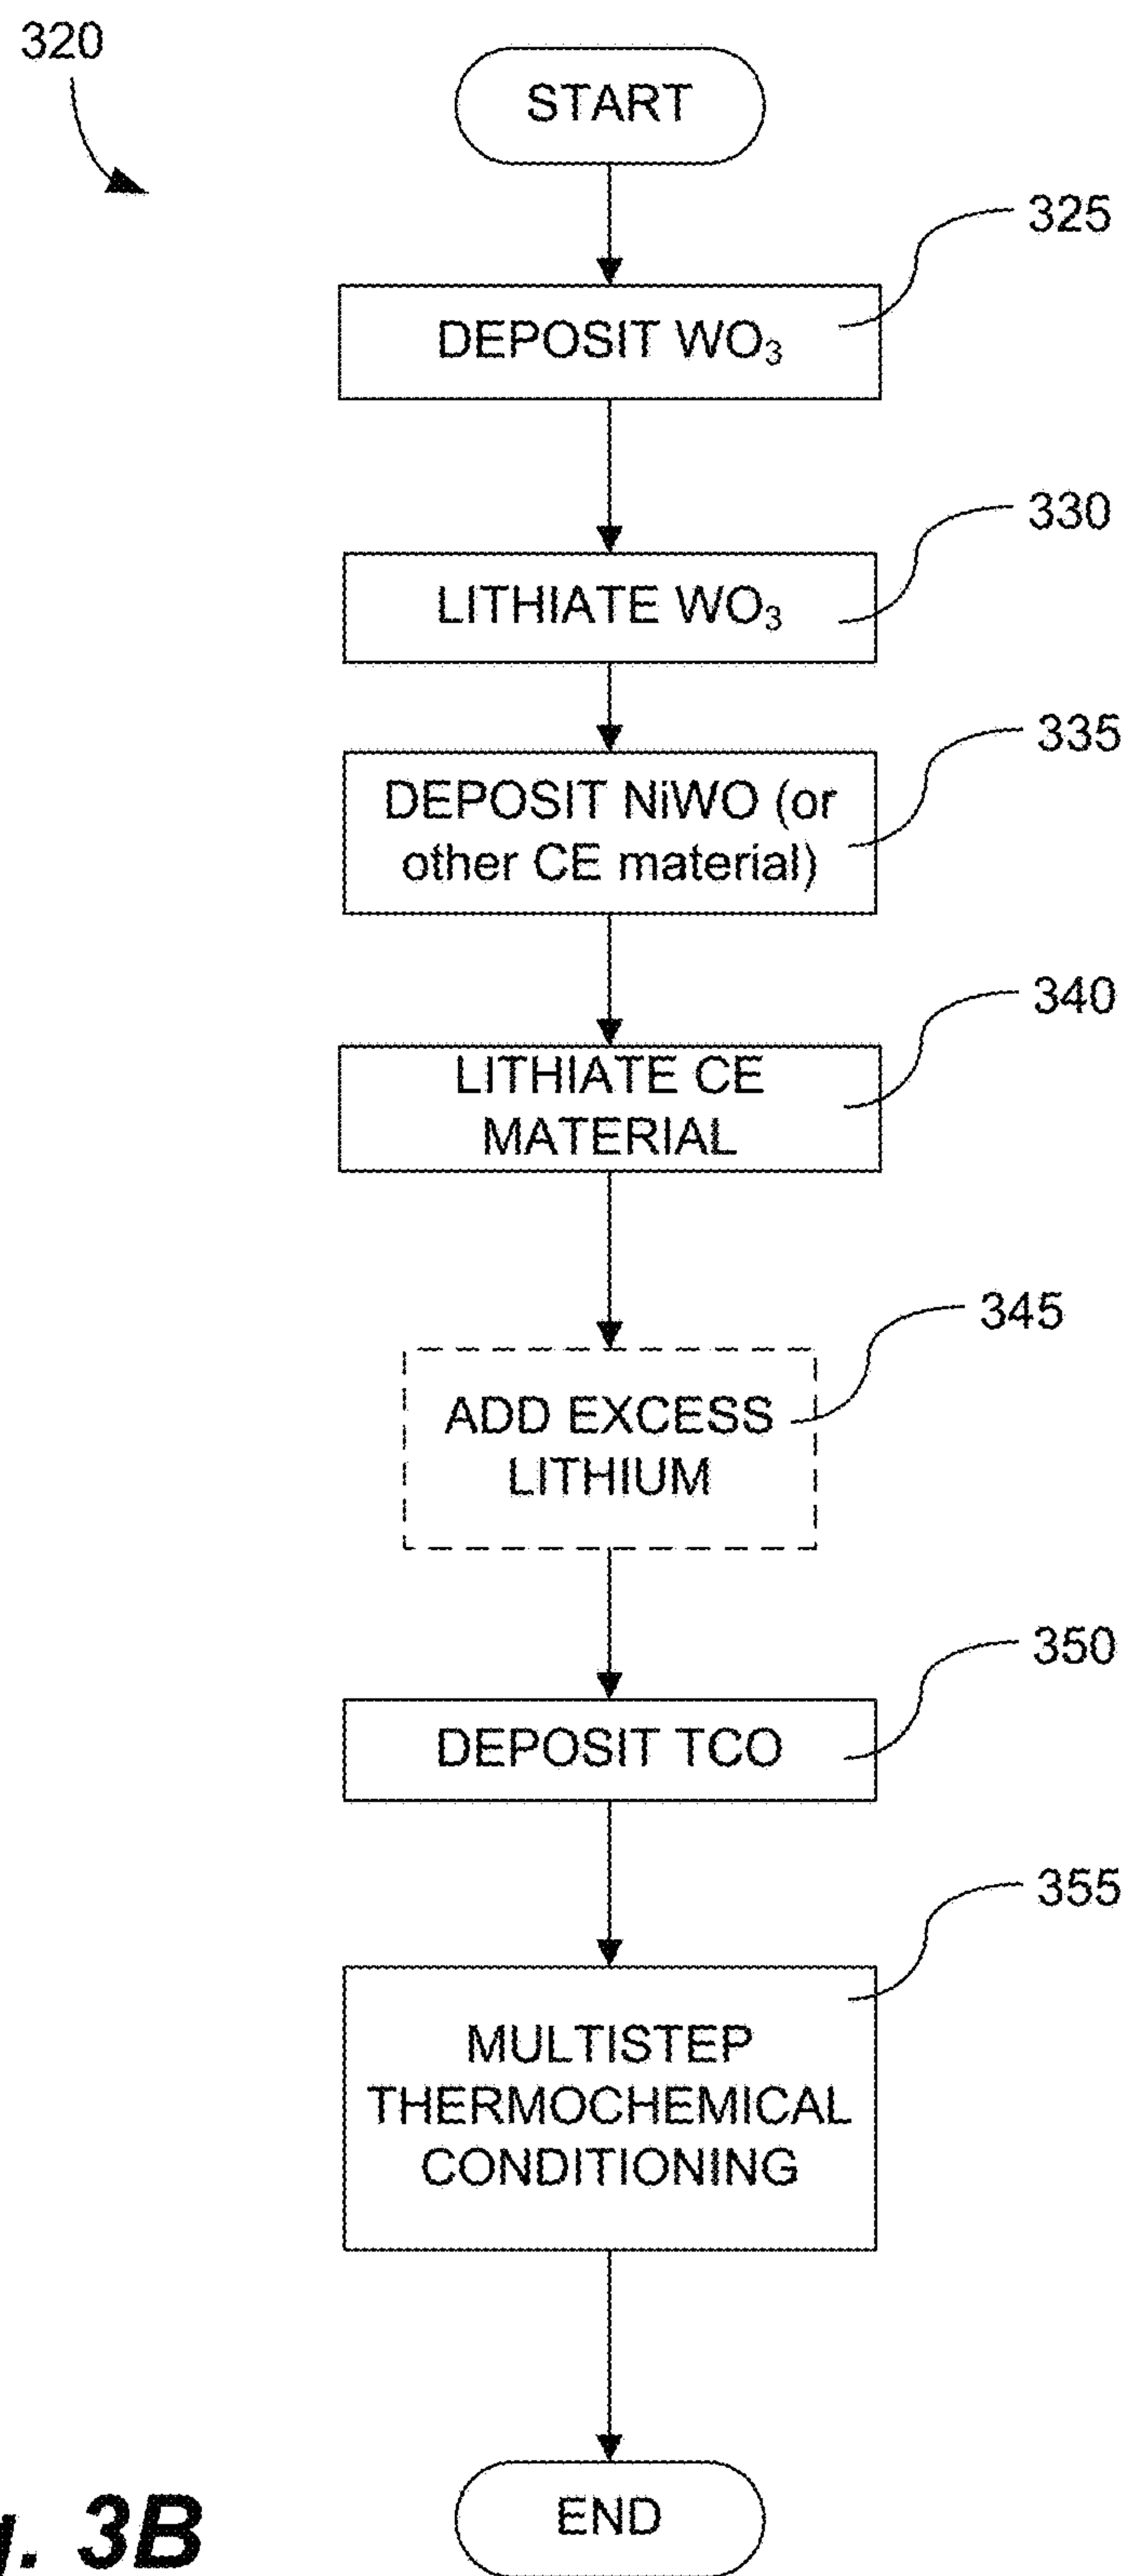 320
START
325
DEPOSIT WO₃
330
LITHIATE WO₃
335
DEPOSIT NiWO (or
other CE material)
340
LITHIATE CE
MATERIAL
345
ADD EXCESS
LITHIUM
350
DEPOSIT TCO
355
MULTISTEP
THERMOCHEMICAL
CONDITIONING
END
g. 3B